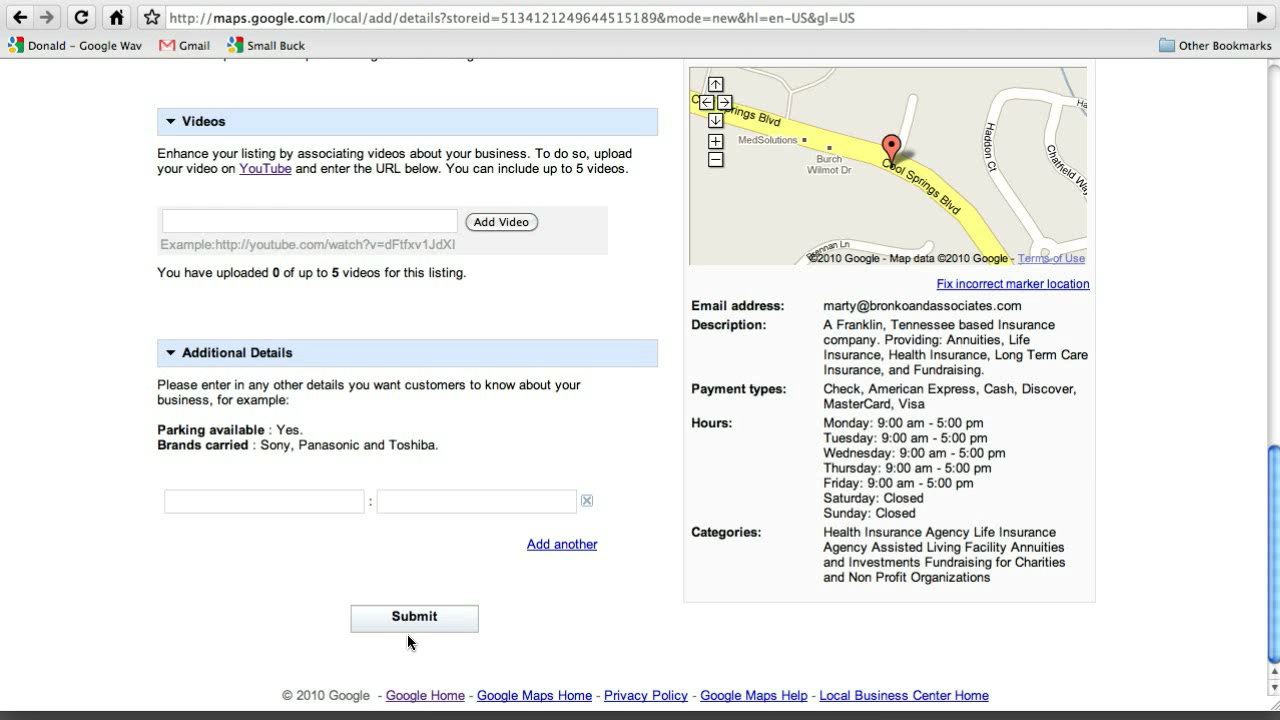 http://maps.google.com/local/add/details?storeid=5134121249644515189&mode=new&hl=en-US&gl=US
Donald - Google Wav
Gmail
Small Buck
Other Bookmarks
Videos
Enhance your listing by associating videos about your business. To do so, upload
your video on YouTube and enter the URL below. You can include up to 5 videos.
Add Video
Example:http://youtube.com/watch?v=dFtfxv1JdXI
You have uploaded 0 of up to 5 videos for this listing.
Additional Details
Please enter in any other details you want customers to know about your
business, for example:
Parking available : Yes.
Brands carried : Sony, Panasonic and Toshiba.
:
Add another
Submit
Springs Blvd
MedSolutions
Burch
Wilmot Dr
Cool Springs Blvd
Haddon Ct
Chatfield Way
©2010 Google - Map data ©2010 Google - Terms of Use
Fix incorrect marker location
Email address: marty@bronkoandassociates.com
Description: A Franklin, Tennessee based Insurance
company. Providing: Annuities, Life
Insurance, Health Insurance, Long Term Care
Insurance, and Fundraising.
Payment types: Check, American Express, Cash, Discover,
MasterCard, Visa
Hours: Monday: 9:00 am - 5:00 pm
Tuesday: 9:00 am - 5:00 pm
Wednesday: 9:00 am - 5:00 pm
Thursday: 9:00 am - 5:00 pm
Friday: 9:00 am - 5:00 pm
Saturday: Closed
Sunday: Closed
Categories: Health Insurance Agency Life Insurance
Agency Assisted Living Facility Annuities
and Investments Fundraising for Charities
and Non Profit Organizations
© 2010 Google - Google Home - Google Maps Home - Privacy Policy - Google Maps Help - Local Business Center Home